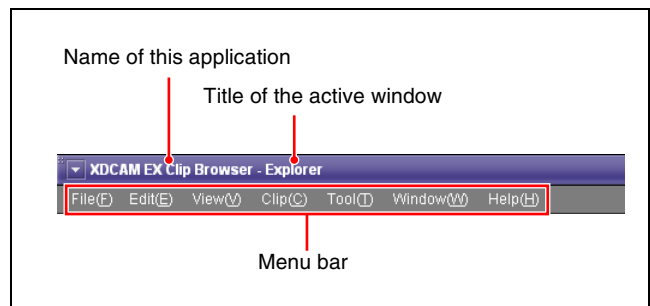 Name of this application
Title of the active window
XDCAM EX Clip Browser - Explorer
File(F) Edit(E) View(V) Clip(C) Tool(T) Window(W) Help(H)
Menu bar